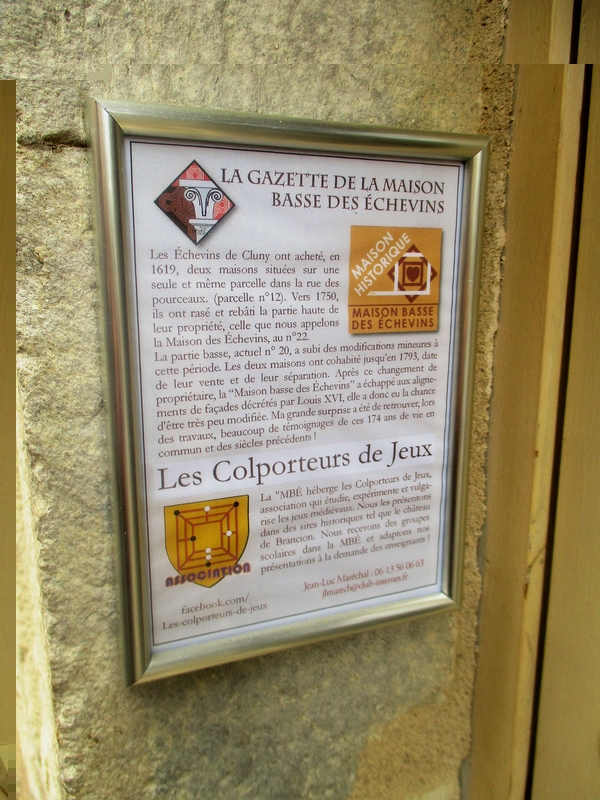 LA GAZETTE DE LA MAISON
BASSE DES ÉCHEVINS
Les Échevins de Cluny ont acheté, en
1619, deux maisons situées sur une
seule et même parcelle dans la rue des
pourceaux. (parcelle n°12). Vers 1750,
ils ont rasé et rebâti la partie haute de
leur propriété, celle que nous appelons
la Maison des Échevins, au n°22.
MAISON
HISTORIQUE
MAISON BASSE
DES ÉCHEVINS
La partie basse, actuel n° 20, a subi des modifications mineures à
cette période. Les deux maisons ont cohabité jusqu'en 1793, date
de leur vente et de leur séparation. Après ce changement de
propriétaire, la "Maison basse des Échevins" a échappé aux aligne-
ments de façades décrétés par Louis XVI, elle a donc eu la chance
d'être très peu modifiée. Ma grande surprise a été de retrouver, lors
des travaux, beaucoup de témoignages de ces 174 ans de vie en
commun et des siècles précédents !
Les Colporteurs de Jeux
ASSOCIATION
La "MBÉ héberge les Colporteurs de Jeux,
association qui étudie, expérimente et vulga-
rise les jeux médiévaux. Nous les présentons
dans des sites historiques tel que le château
de Brancion. Nous recevons des groupes
scolaires dans la MBÉ et adaptons nos
présentations à la demande des enseignants !
facebook.com/
Les-colporteurs-de-jeux
Jean-Luc Maréchal : 06 13 56 06 63
jlmarech@club-internet.fr